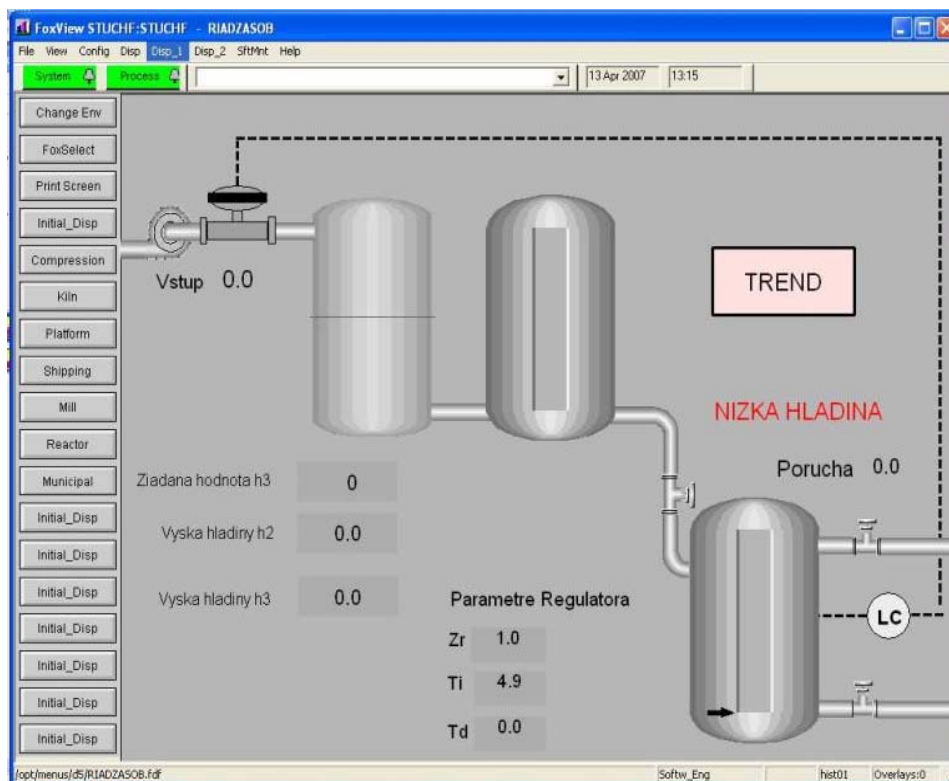 FoxView STUCHF:STUCHF - RIADZASOB
File View Config Disp Disp_1 Disp_2 SftMnt Help
System Process 13 Apr 2007 13:15
Change Env
FoxSelect
Print Screen
Initial_Disp
Compression
Kiln
Platform
Shipping
Mill
Reactor
Municipal
Initial_Disp
Initial_Disp
Initial_Disp
Initial_Disp
Initial_Disp
Initial_Disp
Initial_Disp
Vstup 0.0
TREND
NIZKA HLADINA
Porucha 0.0
Ziadana hodnota h3 0
Vyska hladiny h2 0.0
Vyska hladiny h3 0.0
Parametre Regulatora
Zr 1.0
Ti 4.9
Td 0.0
LC
/opt/menus/d5/RIADZASOB.fdf Softw_Eng hist01 Overlays:0